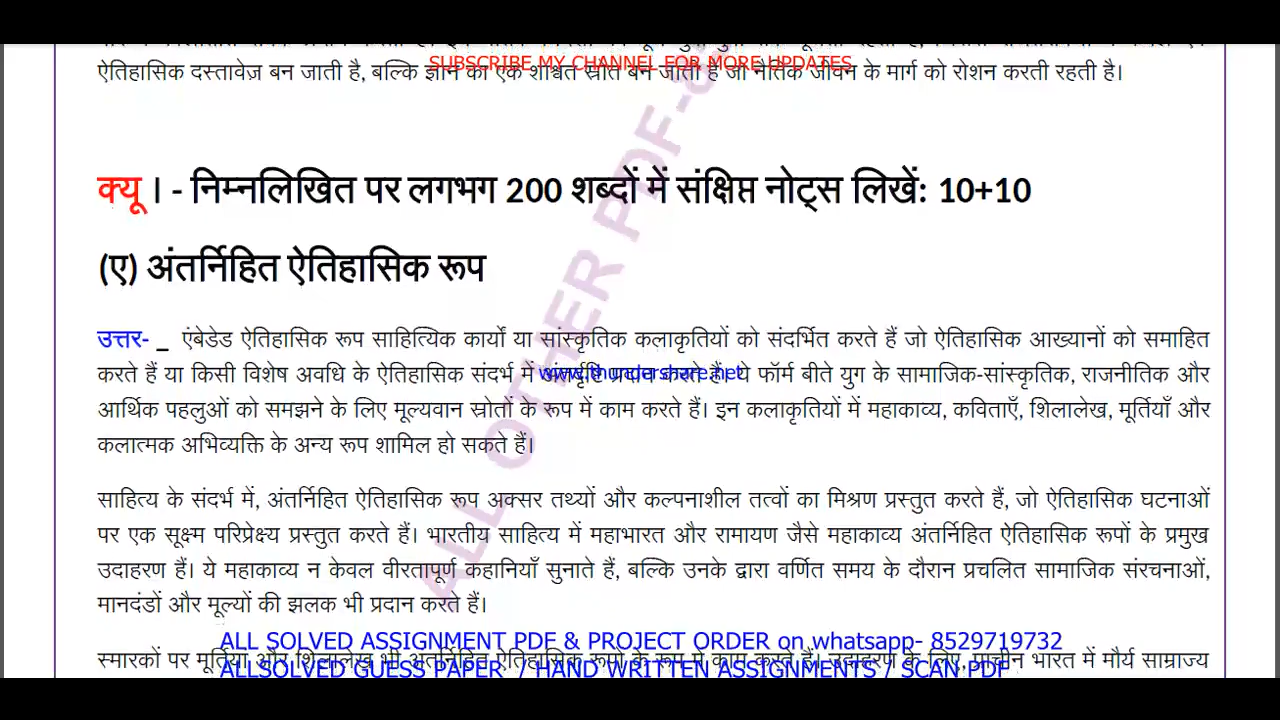 SUBSCRIBE MY CHANNEL FOR MORE UPDATES
ऐतिहासिक दस्तावेज़ बन जाती है, बल्कि ज्ञान का एक शाश्वत स्रोत बन जाती है जो नैतिक जीवन के मार्ग को रोशन करती रहती है।
क्यू । - निम्नलिखित पर लगभग 200 शब्दों में संक्षिप्त नोट्स लिखें: 10+10
(ए) अंतर्निहित ऐतिहासिक रूप
उत्तर- _ एंबेडेड ऐतिहासिक रूप साहित्यिक कार्यों या सांस्कृतिक कलाकृतियों को संदर्भित करते हैं जो ऐतिहासिक आख्यानों को समाहित
करते हैं या किसी विशेष अवधि के ऐतिहासिक संदर्भ में अंतर्दृष्टि प्रदान करते हैं। ये फॉर्म बीते युग के सामाजिक-सांस्कृतिक, राजनीतिक और
www.thundershare.net
आर्थिक पहलुओं को समझने के लिए मूल्यवान स्रोतों के रूप में काम करते हैं। इन कलाकृतियों में महाकाव्य, कविताएँ, शिलालेख, मूर्तियाँ और
कलात्मक अभिव्यक्ति के अन्य रूप शामिल हो सकते हैं।
साहित्य के संदर्भ में, अंतर्निहित ऐतिहासिक रूप अक्सर तथ्यों और कल्पनाशील तत्वों का मिश्रण प्रस्तुत करते हैं, जो ऐतिहासिक घटनाओं
पर एक सूक्ष्म परिप्रेक्ष्य प्रस्तुत करते हैं। भारतीय साहित्य में महाभारत और रामायण जैसे महाकाव्य अंतर्निहित ऐतिहासिक रूपों के प्रमुख
उदाहरण हैं। ये महाकाव्य न केवल वीरतापूर्ण कहानियाँ सुनाते हैं, बल्कि उनके द्वारा वर्णित समय के दौरान प्रचलित सामाजिक संरचनाओं,
मानदंडों और मूल्यों की झलक भी प्रदान करते हैं।
ALL SOLVED ASSIGNMENT PDF & PROJECT ORDER on whatsapp- 8529719732
स्मारकों पर मूर्तियां और शिलालेख भी अंतर्निहित ऐतिहासिक रूपों के रूप में काम करते हैं। उदाहरण के लिए, प्राचीन भारत में मौर्य साम्राज्य
ALLSOLVED GUESS PAPER / HAND WRITTEN ASSIGNMENTS / SCAN PDF
ALL OTHER PDF-